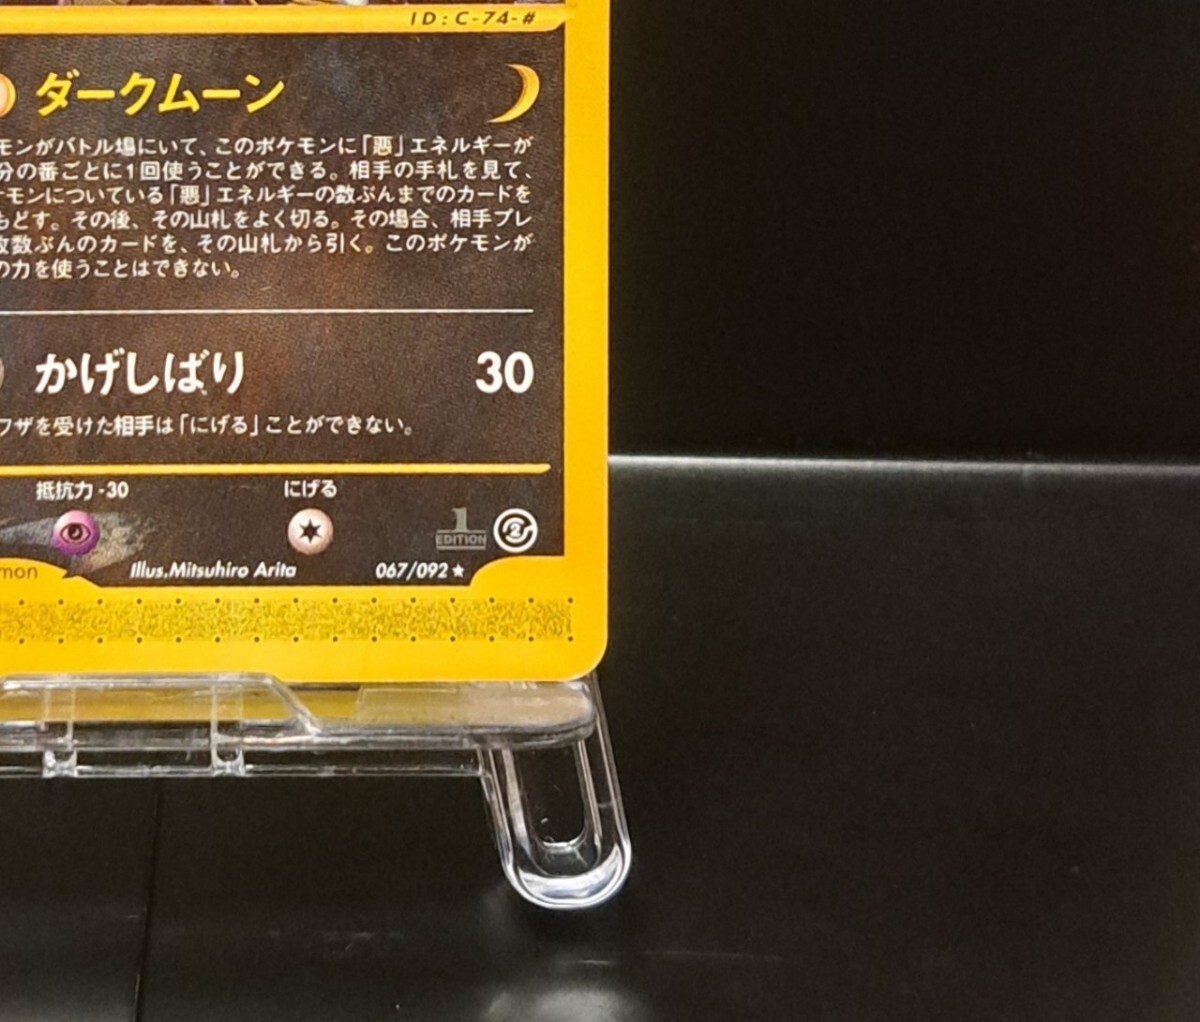 ID:C-74-#
ダークムーン
モンがバトル場にいて、このポケモンに「悪」エネルギーが
分の番ごとに1回使うことができる。相手の手札を見て、
ケモンについている「悪」エネルギーの数ぶんまでのカードを
もどす。その後、その山札をよく切る。その場合、相手プレ
枚数ぶんのカードを、その山札から引く。このポケモンが
の力を使うことはできない。
かげしばり 30
ワザを受けた相手は「にげる」ことができない。
抵抗力 -30 にげる
1 EDITION 2
mon Illus.Mitsuhiro Arita 067/092★